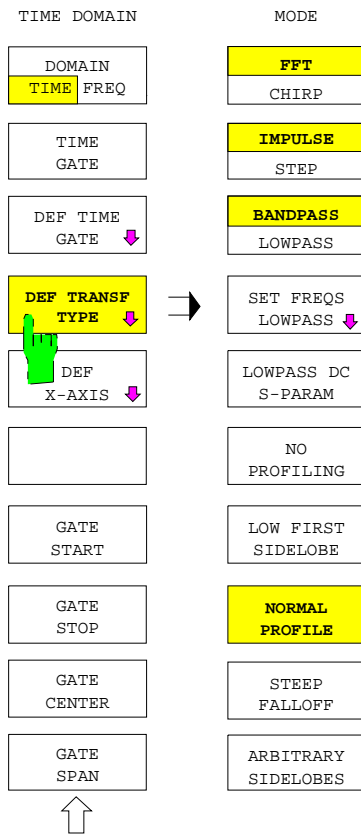 TIME DOMAIN
DOMAIN
TIME FREQ
TIME
GATE
DEF TIME
GATE
DEF TRANSF
TYPE
DEF
X-AXIS
GATE
START
GATE
STOP
GATE
CENTER
GATE
SPAN
MODE
FFT
CHIRP
IMPULSE
STEP
BANDPASS
LOWPASS
SET FREQS
LOWPASS
LOWPASS DC
S-PARAM
NO
PROFILING
LOW FIRST
SIDELOBE
NORMAL
PROFILE
STEEP
FALLOFF
ARBITRARY
SIDELOBES